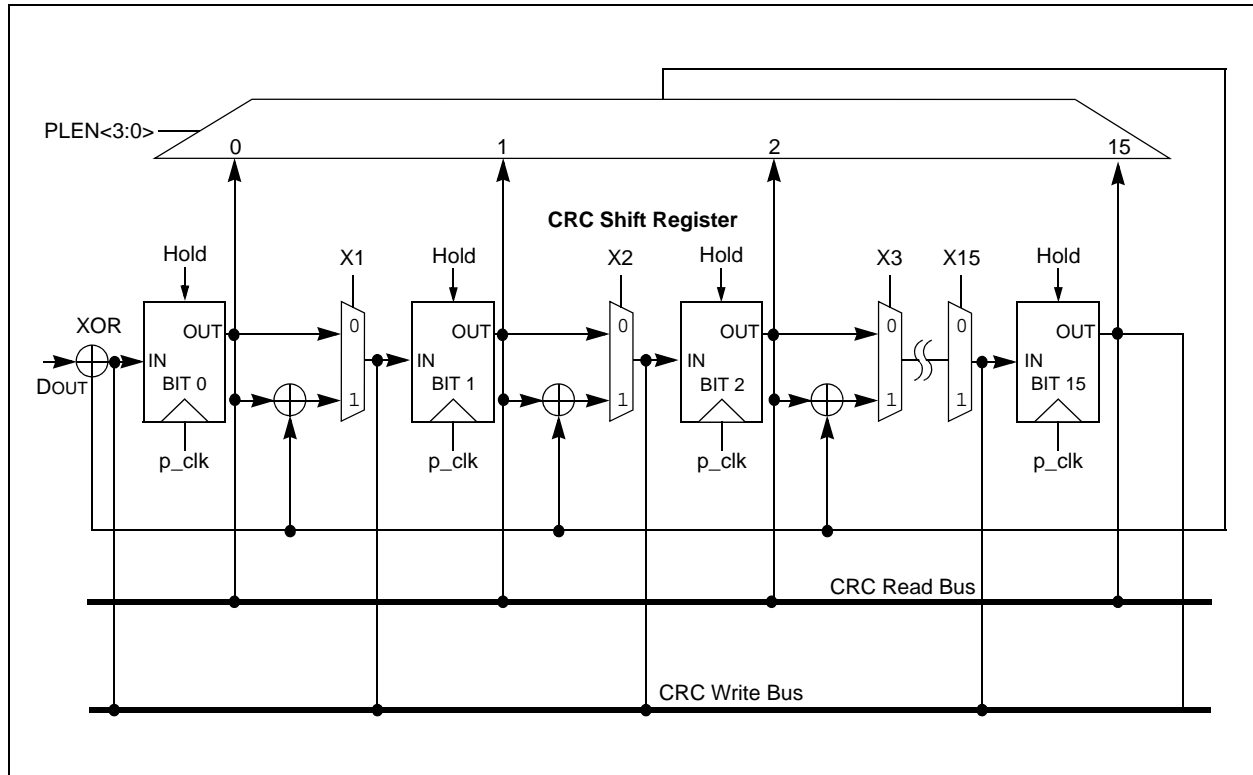 PLEN<3:0>
0 1 2 15
CRC Shift Register
Hold X1 Hold X2 Hold X3 X15 Hold
XOR
OUT 0 OUT 0 OUT 0 0 OUT
IN IN IN IN
DOUT
BIT 0 1 BIT 1 1 BIT 2 1 1 BIT 15
p_clk p_clk p_clk p_clk
CRC Read Bus
CRC Write Bus